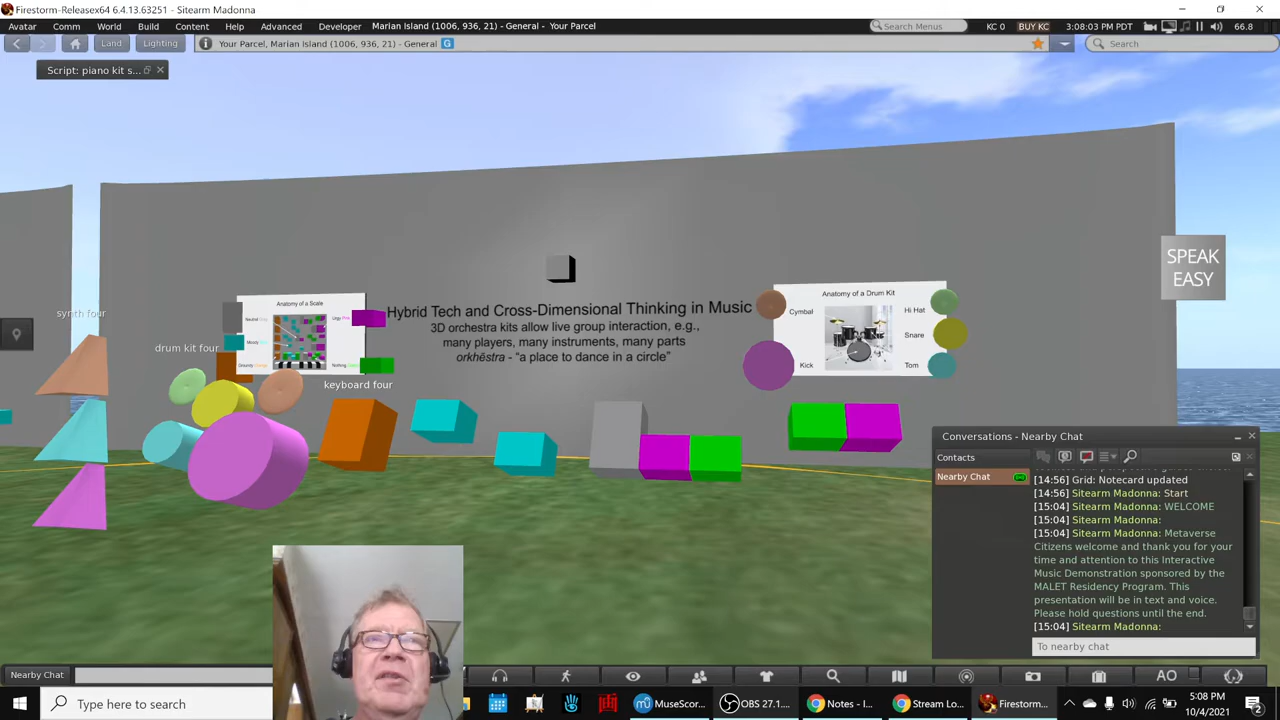 Firestorm-Releasex64 6.4.13.63251 - Sitearm Madonna
Avatar Comm World Build Content Help Advanced Developer Marian Island (1006, 936, 21) - General - Your Parcel Search Menus KC 0 BUY KC 3:08:03 PM PDT 66.8
Land Lighting Your Parcel, Marian Island (1006, 936, 21) - General G Search
Script: piano kit s...
SPEAK
EASY
synth four
drum kit four
keyboard four
Anatomy of a Scale
Neutral
Moody
Nothing
Hybrid Tech and Cross-Dimensional Thinking in Music
3D orchestra kits allow live group interaction, e.g.,
many players, many instruments, many parts
orkhēstra - “a place to dance in a circle”
Anatomy of a Drum Kit
Cymbal
Hi Hat
Snare
Kick
Tom
Conversations - Nearby Chat
Contacts
Nearby Chat
[14:56] Grid: Notecard updated
[14:56] Sitearm Madonna: Start
[15:04] Sitearm Madonna: WELCOME
[15:04] Sitearm Madonna:
[15:04] Sitearm Madonna: Metaverse
Citizens welcome and thank you for your
time and attention to this Interactive
Music Demonstration sponsored by the
MALET Residency Program. This
presentation will be in text and voice.
Please hold questions until the end.
[15:04] Sitearm Madonna:
To nearby chat
Nearby Chat
AO
Type here to search
MuseScor...
OBS 27.1...
Notes - I...
Stream Lo...
Firestorm...
5:08 PM
10/4/2021
2